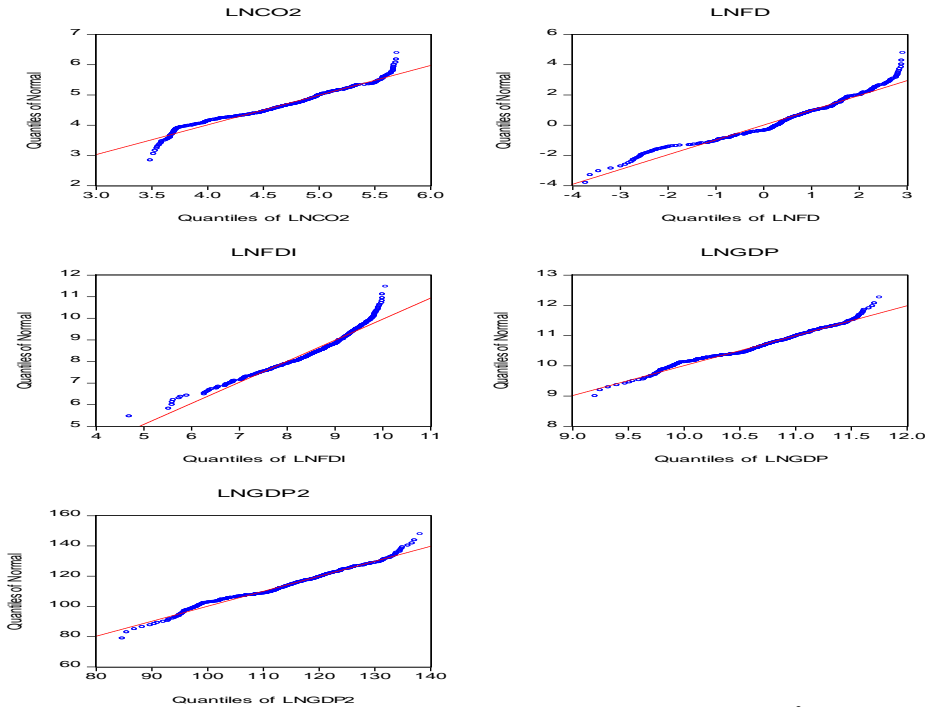 LNCO2
7
6
5
4
3
2
Quantiles of Normal
3.0 3.5 4.0 4.5 5.0 5.5 6.0
Quantiles of LNCO2
LNFD
6
4
2
0
-2
-4
Quantiles of Normal
-4 -3 -2 -1 0 1 2 3
Quantiles of LNFD
LNFDI
12
11
10
9
8
7
6
5
Quantiles of Normal
4 5 6 7 8 9 10 11
Quantiles of LNFDI
LNGDP
13
12
11
10
9
8
Quantiles of Normal
9.0 9.5 10.0 10.5 11.0 11.5 12.0
Quantiles of LNGDP
LNGDP2
160
140
120
100
80
60
Quantiles of Normal
80 90 100 110 120 130 140
Quantiles of LNGDP2